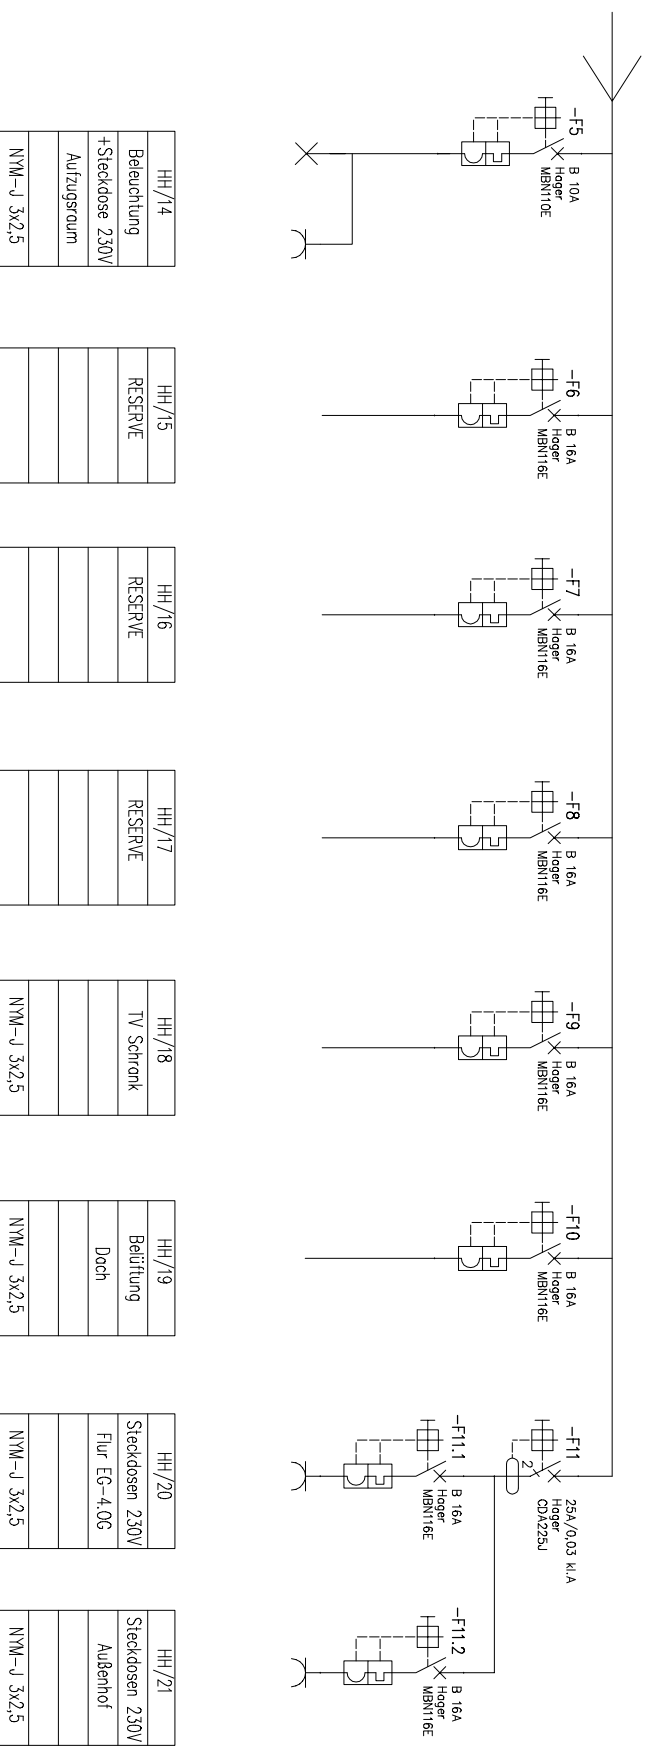 -F5
B 10A
Hager
MBN110E
-F6
B 16A
Hager
MBN116E
-F7
B 16A
Hager
MBN116E
-F8
B 16A
Hager
MBN116E
-F9
B 16A
Hager
MBN116E
-F10
B 16A
Hager
MBN116E
-F11
25A/0,03 kl.A
Hager
CDA225J
2
-F11.1
B 16A
Hager
MBN116E
-F11.2
B 16A
Hager
MBN116E
HH/14
Beleuchtung
+Steckdose 230V
Aufzugsraum
NYM-J 3x2,5
HH/15
RESERVE
HH/16
RESERVE
HH/17
RESERVE
HH/18
TV Schrank
NYM-J 3x2,5
HH/19
Belüftung
Dach
NYM-J 3x2,5
HH/20
Steckdosen 230V
Flur EG-4.OG
NYM-J 3x2,5
HH/21
Steckdosen 230V
Außenhof
NYM-J 3x2,5